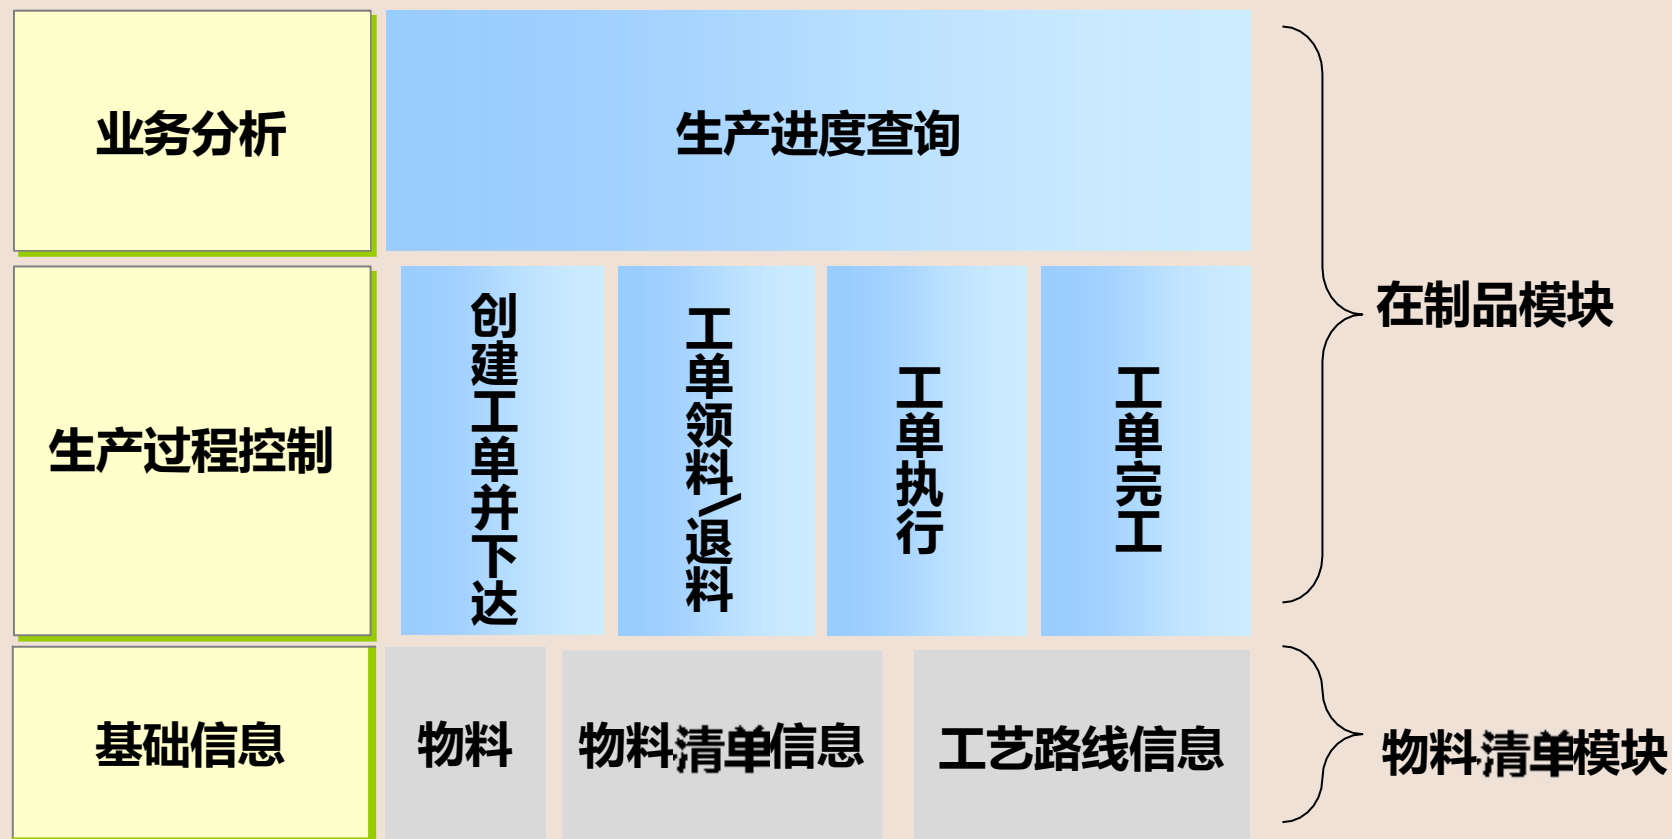 业务分析
生产进度查询
生产过程控制
创建工单并下达
工单领料/退料
工单执行
工单完工
在制品模块
基础信息
物料
物料清单信息
工艺路线信息
物料清单模块